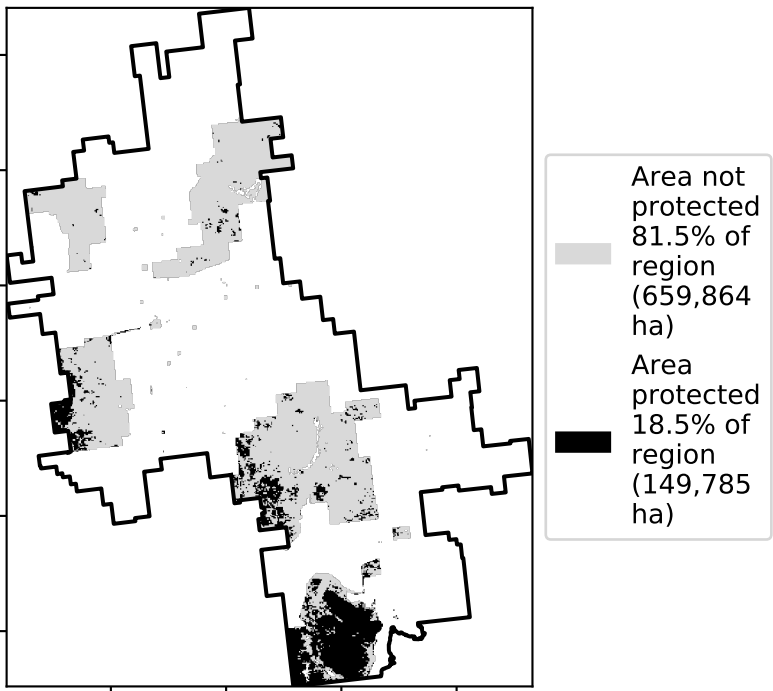 Area not
protected
81.5% of
region
(659,864
ha)
Area
protected
18.5% of
region
(149,785
ha)